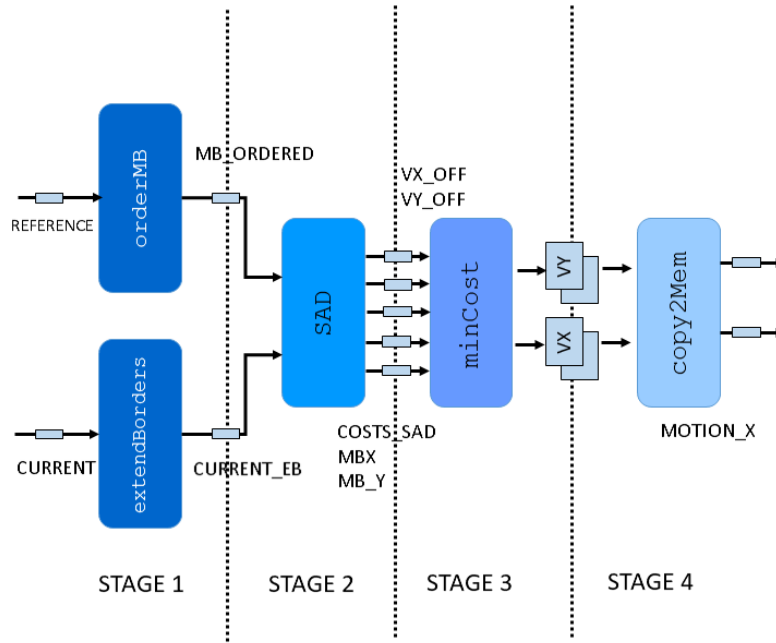 orderMB
MB_ORDERED
REFERENCE
VX_OFF
VY_OFF
SAD
minCost
VY
VX
copy2Mem
extendBorders
CURRENT
CURRENT_EB
COSTS_SAD
MBX
MB_Y
MOTION_X
STAGE 1
STAGE 2
STAGE 3
STAGE 4